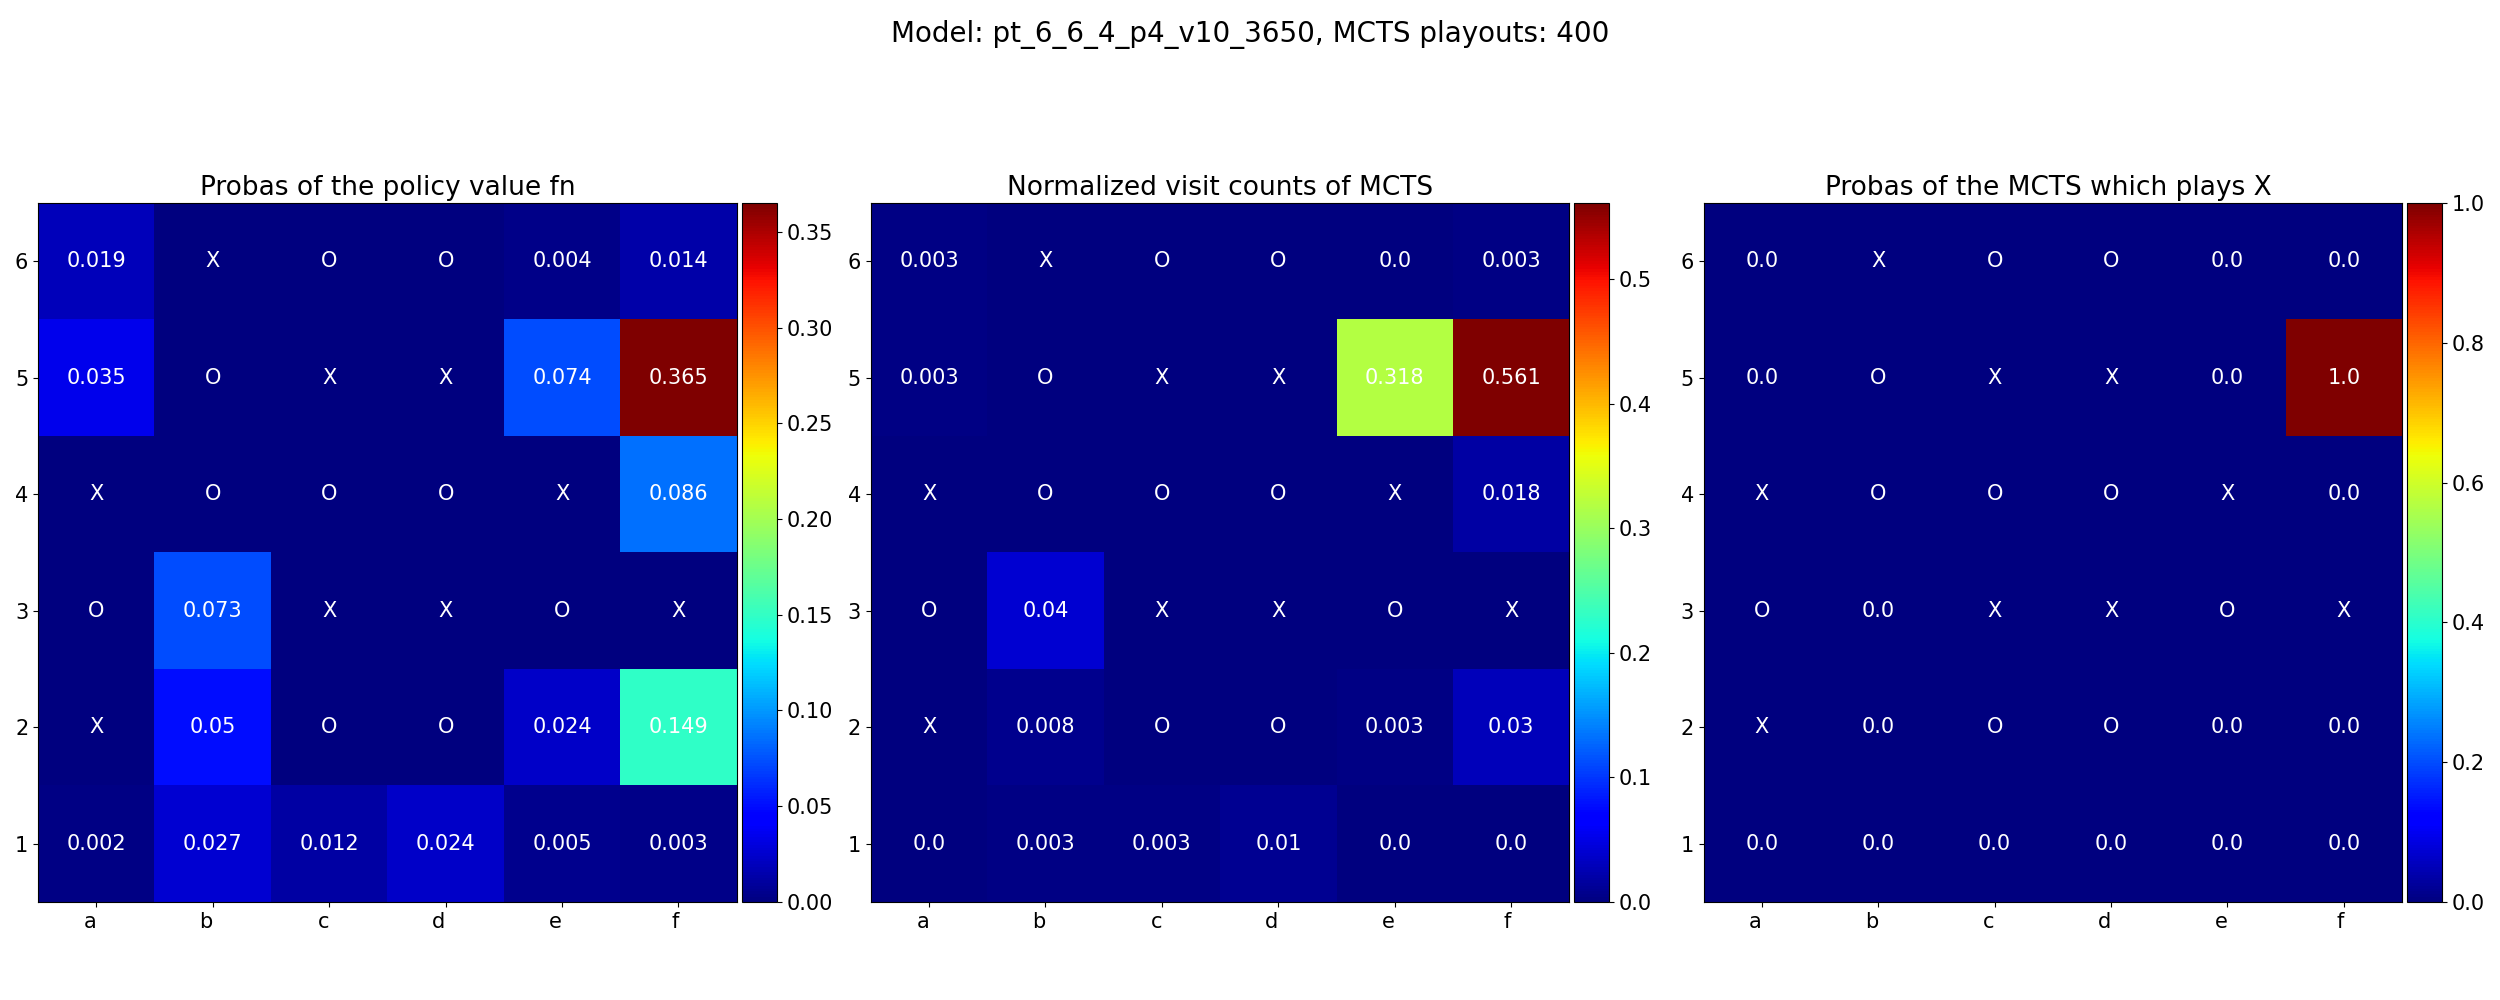 Model: pt_6_6_4_p4_v10_3650, MCTS playouts: 400
Probas of the policy value fn
6 0.019 X O O 0.004 0.014
5 0.035 O X X 0.074 0.365
4 X O O O X 0.086
3 O 0.073 X X O X
2 X 0.05 O O 0.024 0.149
1 0.002 0.027 0.012 0.024 0.005 0.003
a b c d e f
0.35
0.30
0.25
0.20
0.15
0.10
0.05
0.00
Normalized visit counts of MCTS
6 0.003 X O O 0.0 0.003
5 0.003 O X X 0.318 0.561
4 X O O O X 0.018
3 O 0.04 X X O X
2 X 0.008 O O 0.003 0.03
1 0.0 0.003 0.003 0.01 0.0 0.0
a b c d e f
0.5
0.4
0.3
0.2
0.1
0.0
Probas of the MCTS which plays X
6 0.0 X O O 0.0 0.0
5 0.0 O X X 0.0 1.0
4 X O O O X 0.0
3 O 0.0 X X O X
2 X 0.0 O O 0.0 0.0
1 0.0 0.0 0.0 0.0 0.0 0.0
a b c d e f
1.0
0.8
0.6
0.4
0.2
0.0